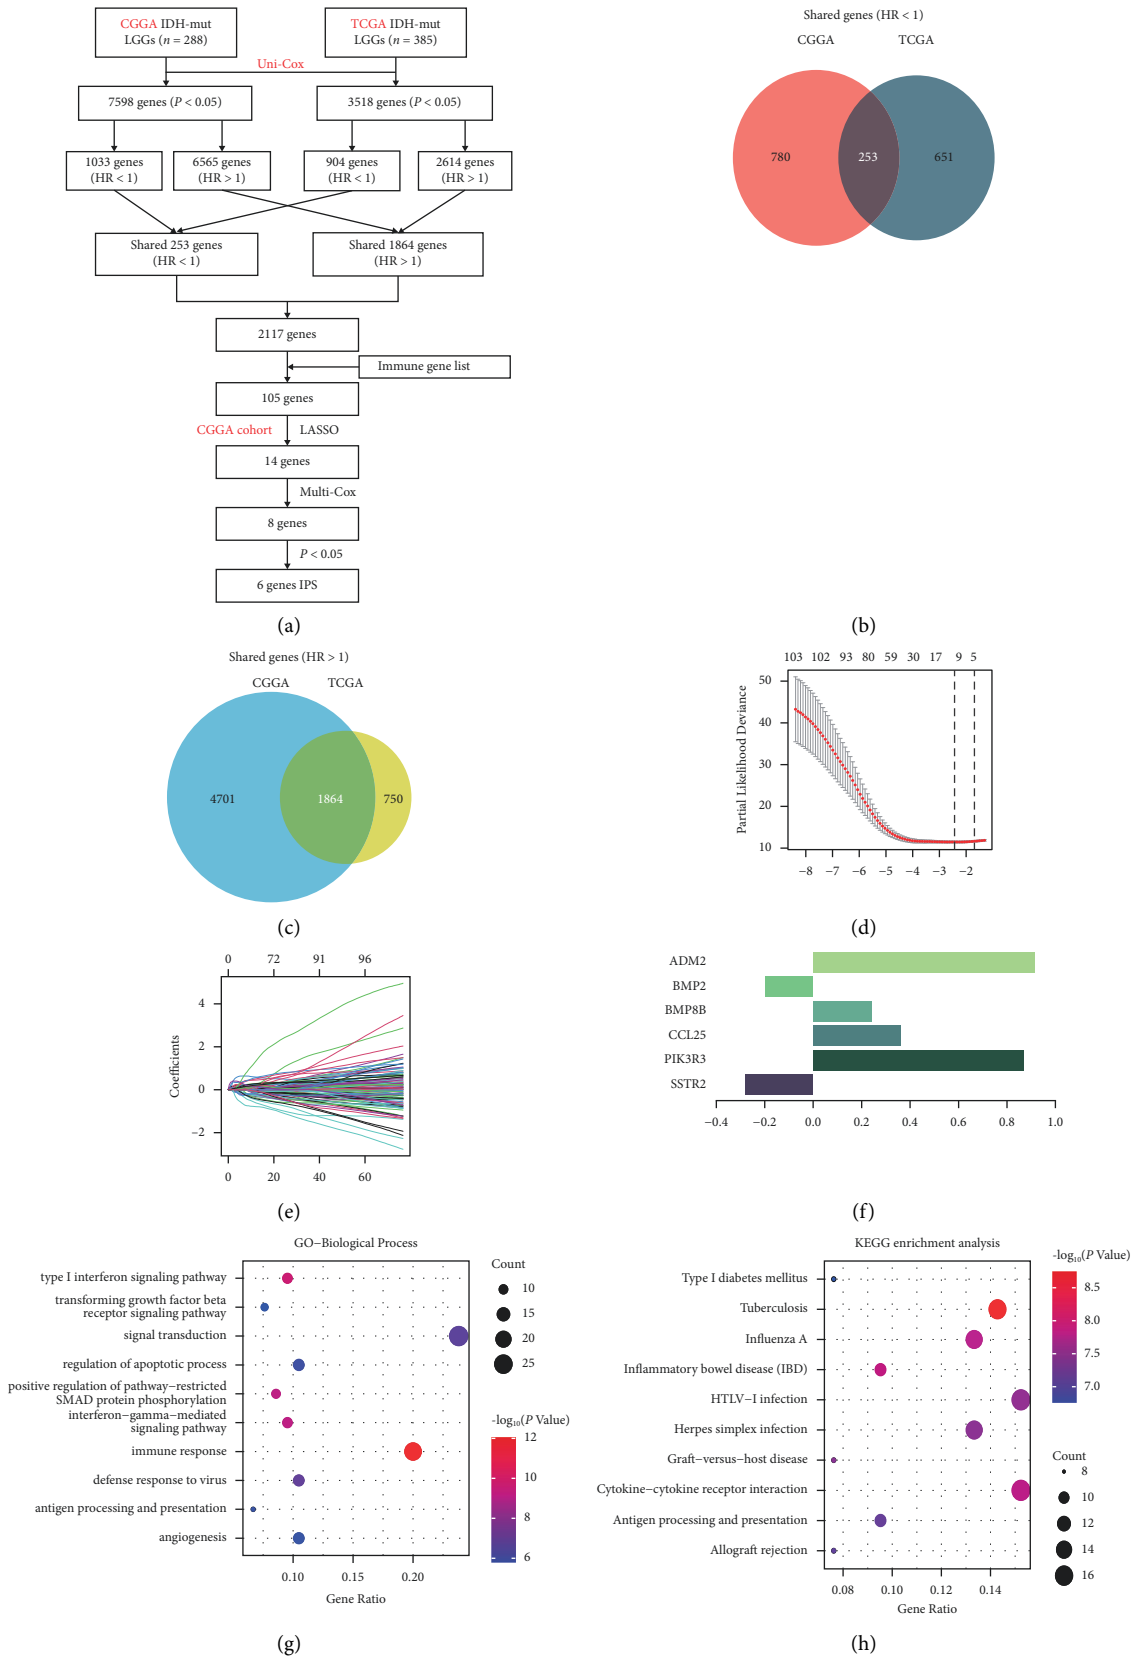 CGGA IDH-mut
LGGs (n = 288)
TCGA IDH-mut
LGGs (n = 385)
Uni-Cox
7598 genes (P < 0.05)
3518 genes (P < 0.05)
1033 genes
(HR < 1)
6565 genes
(HR > 1)
904 genes
(HR < 1)
2614 genes
(HR > 1)
Shared 253 genes
(HR < 1)
Shared 1864 genes
(HR > 1)
2117 genes
Immune gene list
105 genes
CGGA cohort
LASSO
14 genes
Multi-Cox
8 genes
P < 0.05
6 genes IPS
(a)
Shared genes (HR < 1)
CGGA
TCGA
780
253
651
(b)
Shared genes (HR > 1)
CGGA
TCGA
4701
1864
750
(c)
103 102 93 80 59 30 17 9 5
Partial Likelihood Deviance
50
40
30
20
10
−8 −7 −6 −5 −4 −3 −2
(d)
0 72 91 96
Coefficients
4
2
0
−2
0 20 40 60
(e)
ADM2
BMP2
BMP8B
CCL25
PIK3R3
SSTR2
−0.4 −0.2 0.0 0.2 0.4 0.6 0.8 1.0
(f)
GO−Biological Process
type I interferon signaling pathway
transforming growth factor beta
receptor signaling pathway
signal transduction
regulation of apoptotic process
positive regulation of pathway−restricted
SMAD protein phosphorylation
interferon−gamma−mediated
signaling pathway
immune response
defense response to virus
antigen processing and presentation
angiogenesis
0.10 0.15 0.20
Gene Ratio
Count
10
15
20
25
-log10(P Value)
12
10
8
6
(g)
KEGG enrichment analysis
Type I diabetes mellitus
Tuberculosis
Influenza A
Inflammatory bowel disease (IBD)
HTLV−I infection
Herpes simplex infection
Graft−versus−host disease
Cytokine−cytokine receptor interaction
Antigen processing and presentation
Allograft rejection
0.08 0.10 0.12 0.14
Gene Ratio
-log10(P Value)
8.5
8.0
7.5
7.0
Count
8
10
12
14
16
(h)